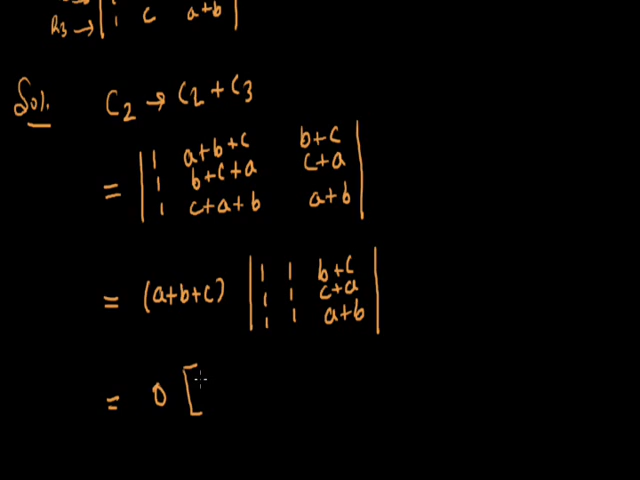 R3 → | 1 c a+b |
Sol. C2 → C2 + C3
= | 1 a+b+c b+c |
| 1 b+c+a c+a |
| 1 c+a+b a+b |
= (a+b+c) | 1 1 b+c |
| 1 1 c+a |
| 1 1 a+b |
= 0 [